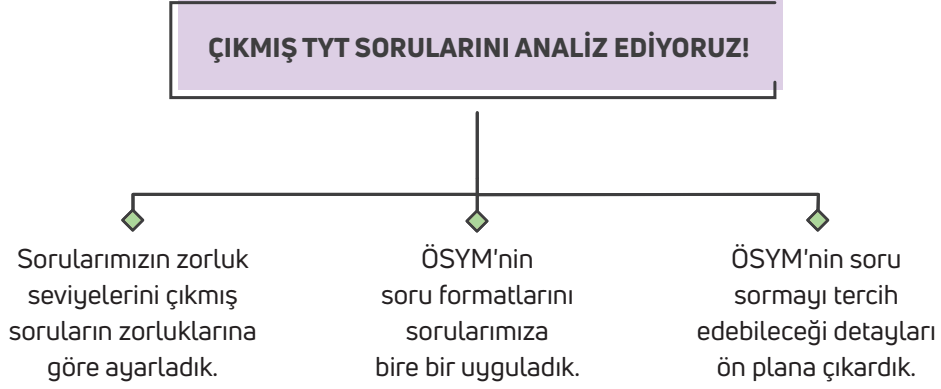 ÇIKMIŞ TYT SORULARINI ANALİZ EDİYORUZ!
Sorularımızın zorluk
seviyelerini çıkmış
soruların zorluklarına
göre ayarladık.
ÖSYM'nin
soru formatlarını
sorularımıza
bire bir uyguladık.
ÖSYM'nin soru
sormayı tercih
edebileceği detayları
ön plana çıkardık.